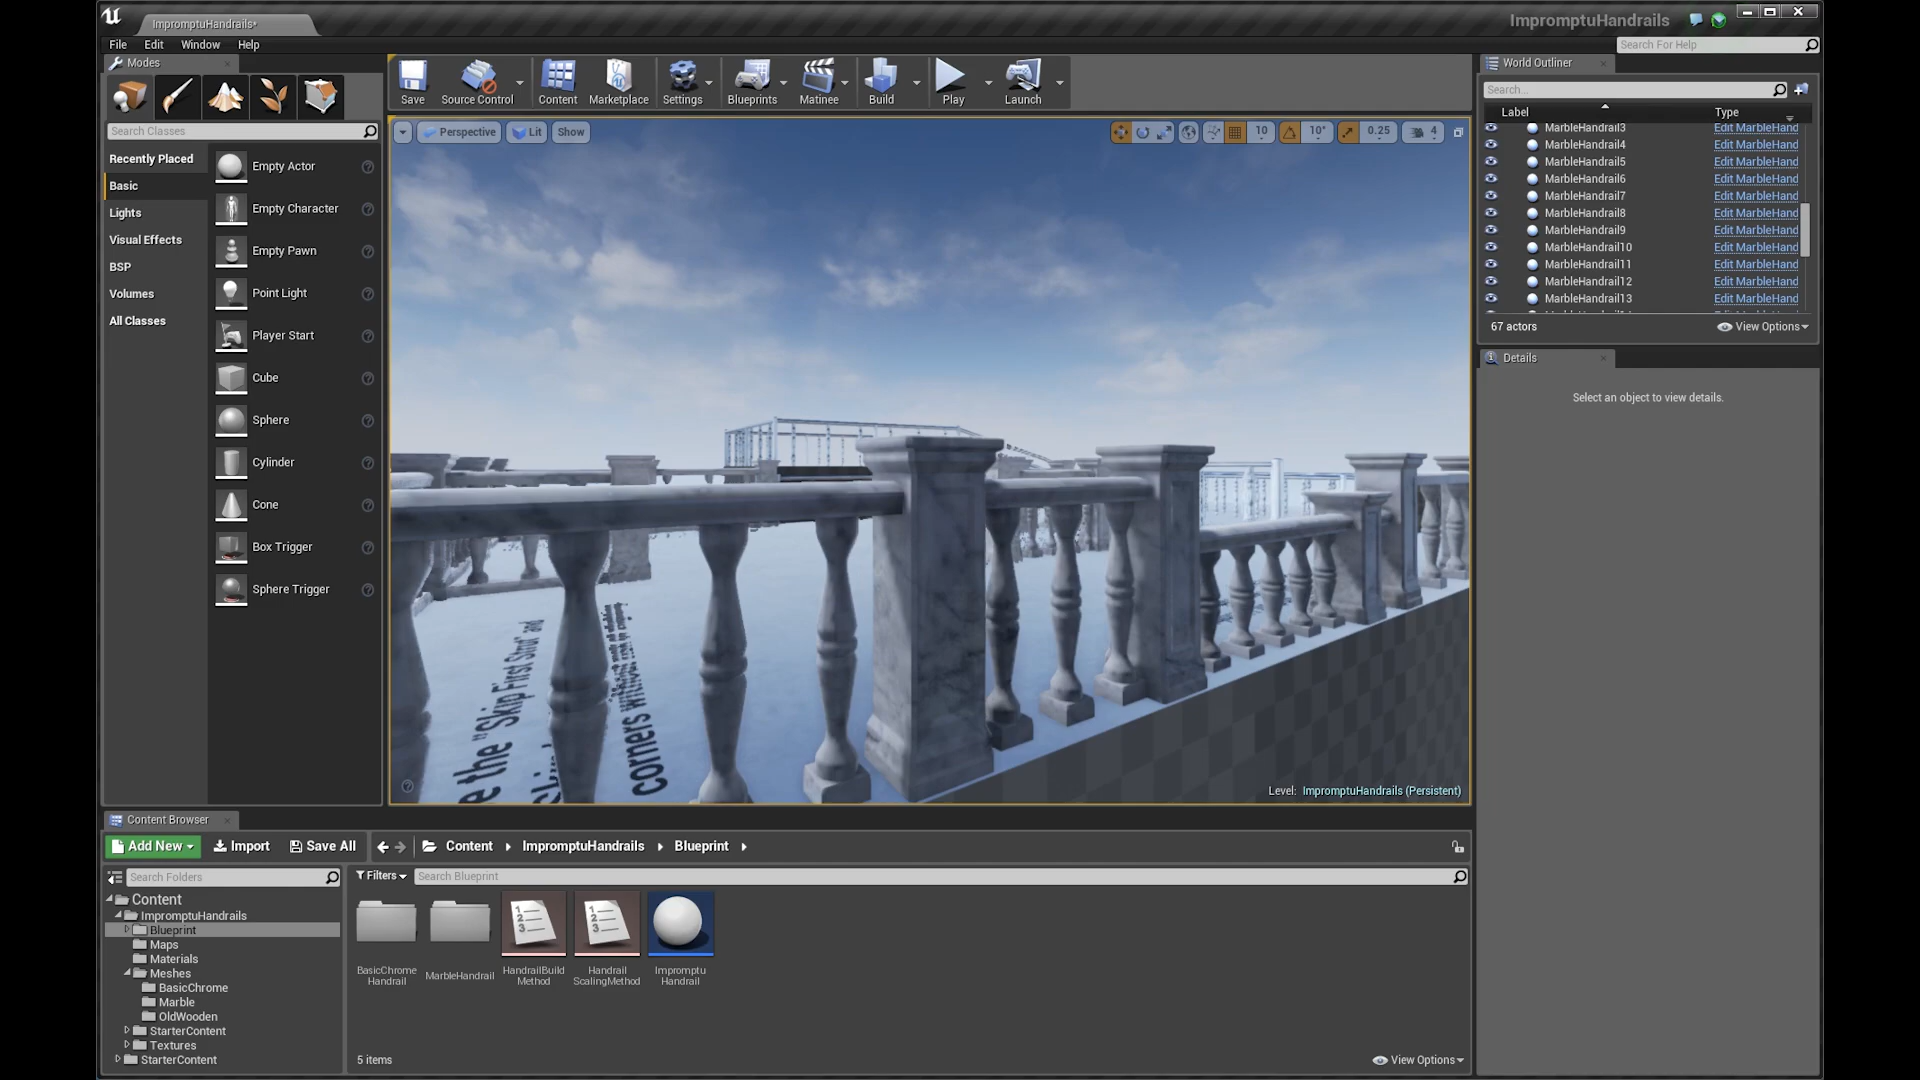 ImpromptuHandrails*
ImpromptuHandrails
File Edit Window Help
Search For Help
Modes
Search Classes
Recently Placed
Basic
Lights
Visual Effects
BSP
Volumes
All Classes
Empty Actor
Empty Character
Empty Pawn
Point Light
Player Start
Cube
Sphere
Cylinder
Cone
Box Trigger
Sphere Trigger
Save
Source Control
Content
Marketplace
Settings
Blueprints
Matinee
Build
Play
Launch
Perspective
Lit
Show
10
10°
0.25
4
e the "Skip First Strut" and
corners without
Level: ImpromptuHandrails (Persistent)
World Outliner
Search...
Label Type
MarbleHandrail3 Edit MarbleHand
MarbleHandrail4 Edit MarbleHand
MarbleHandrail5 Edit MarbleHand
MarbleHandrail6 Edit MarbleHand
MarbleHandrail7 Edit MarbleHand
MarbleHandrail8 Edit MarbleHand
MarbleHandrail9 Edit MarbleHand
MarbleHandrail10 Edit MarbleHand
MarbleHandrail11 Edit MarbleHand
MarbleHandrail12 Edit MarbleHand
MarbleHandrail13 Edit MarbleHand
67 actors
View Options
Details
Select an object to view details.
Content Browser
Add New Import Save All Content ImpromptuHandrails Blueprint
Search Folders
Content
ImpromptuHandrails
Blueprint
Maps
Materials
Meshes
BasicChrome
Marble
OldWooden
StarterContent
Textures
StarterContent
Filters
Search Blueprint
BasicChrome
Handrail
MarbleHandrail
HandrailBuild
Method
Handrail
ScalingMethod
Impromptu
Handrail
5 items
View Options